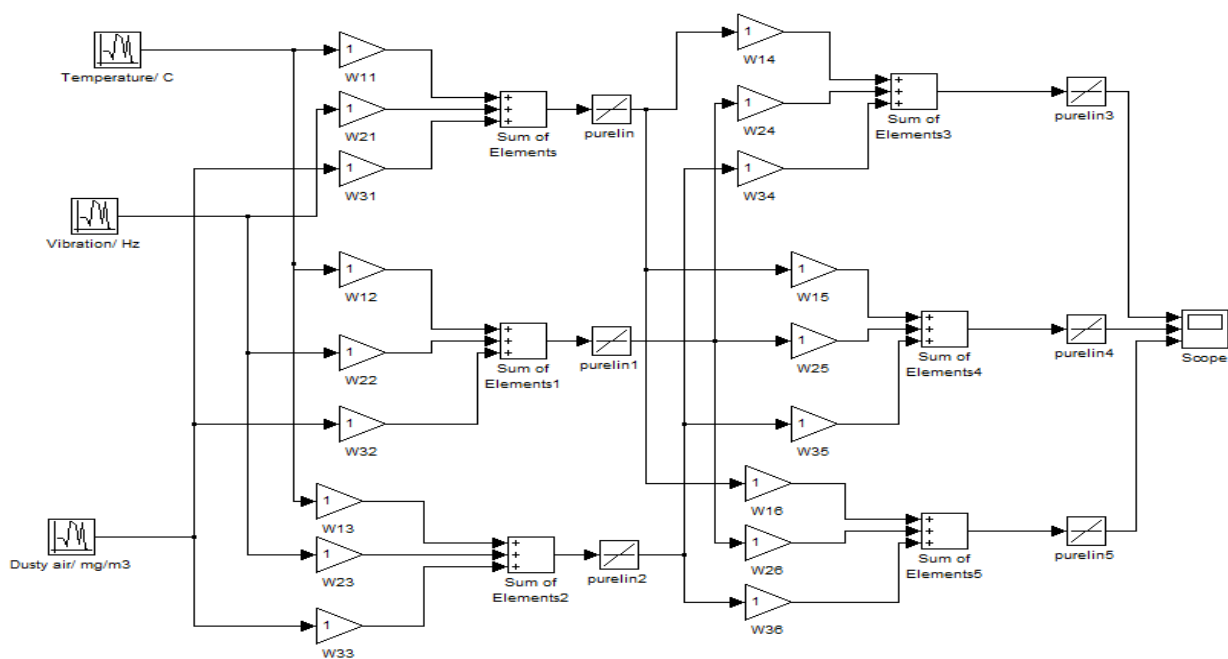 Temperature/ C
Vibration/ Hz
Dusty air/ mg/m3
1
W11
1
W21
1
W31
1
W12
1
W22
1
W32
1
W13
1
W23
1
W33
+
+
+
Sum of
Elements
+
+
+
Sum of
Elements1
+
+
+
Sum of
Elements2
purelin
purelin1
purelin2
1
W14
1
W24
1
W34
1
W15
1
W25
1
W35
1
W16
1
W26
1
W36
+
+
+
Sum of
Elements3
+
+
+
Sum of
Elements4
+
+
+
Sum of
Elements5
purelin3
purelin4
purelin5
Scope